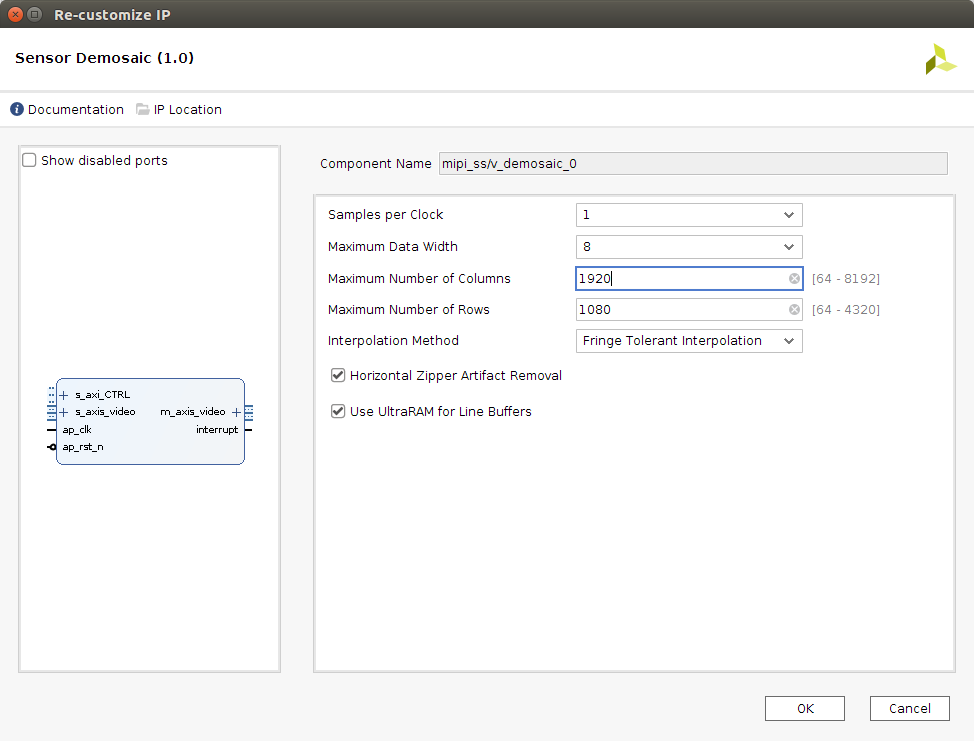 Re-customize IP
Sensor Demosaic (1.0)
Documentation IP Location
Show disabled ports
s_axi_CTRL
s_axis_video m_axis_video
ap_clk interrupt
ap_rst_n
Component Name mipi_ss/v_demosaic_0
Samples per Clock 1
Maximum Data Width 8
Maximum Number of Columns 1920 [64 - 8192]
Maximum Number of Rows 1080 [64 - 4320]
Interpolation Method Fringe Tolerant Interpolation
Horizontal Zipper Artifact Removal
Use UltraRAM for Line Buffers
OK Cancel